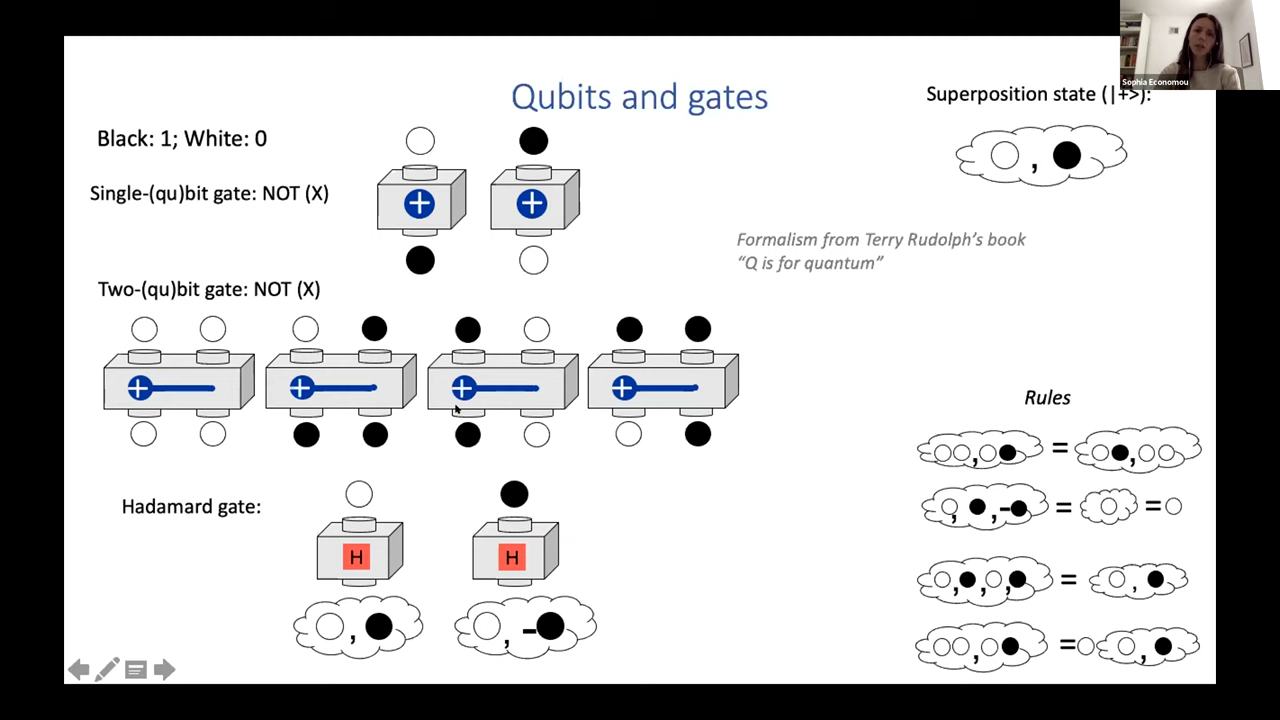 Sophia Economou
Qubits and gates
Superposition state (|+>):
Black: 1; White: 0
Single-(qu)bit gate: NOT (X)
Formalism from Terry Rudolph’s book
“Q is for quantum”
Two-(qu)bit gate: NOT (X)
Rules
, =  ,
, ,- = =
, , , =  ,
, =  ,
Hadamard gate:
H H
, , -